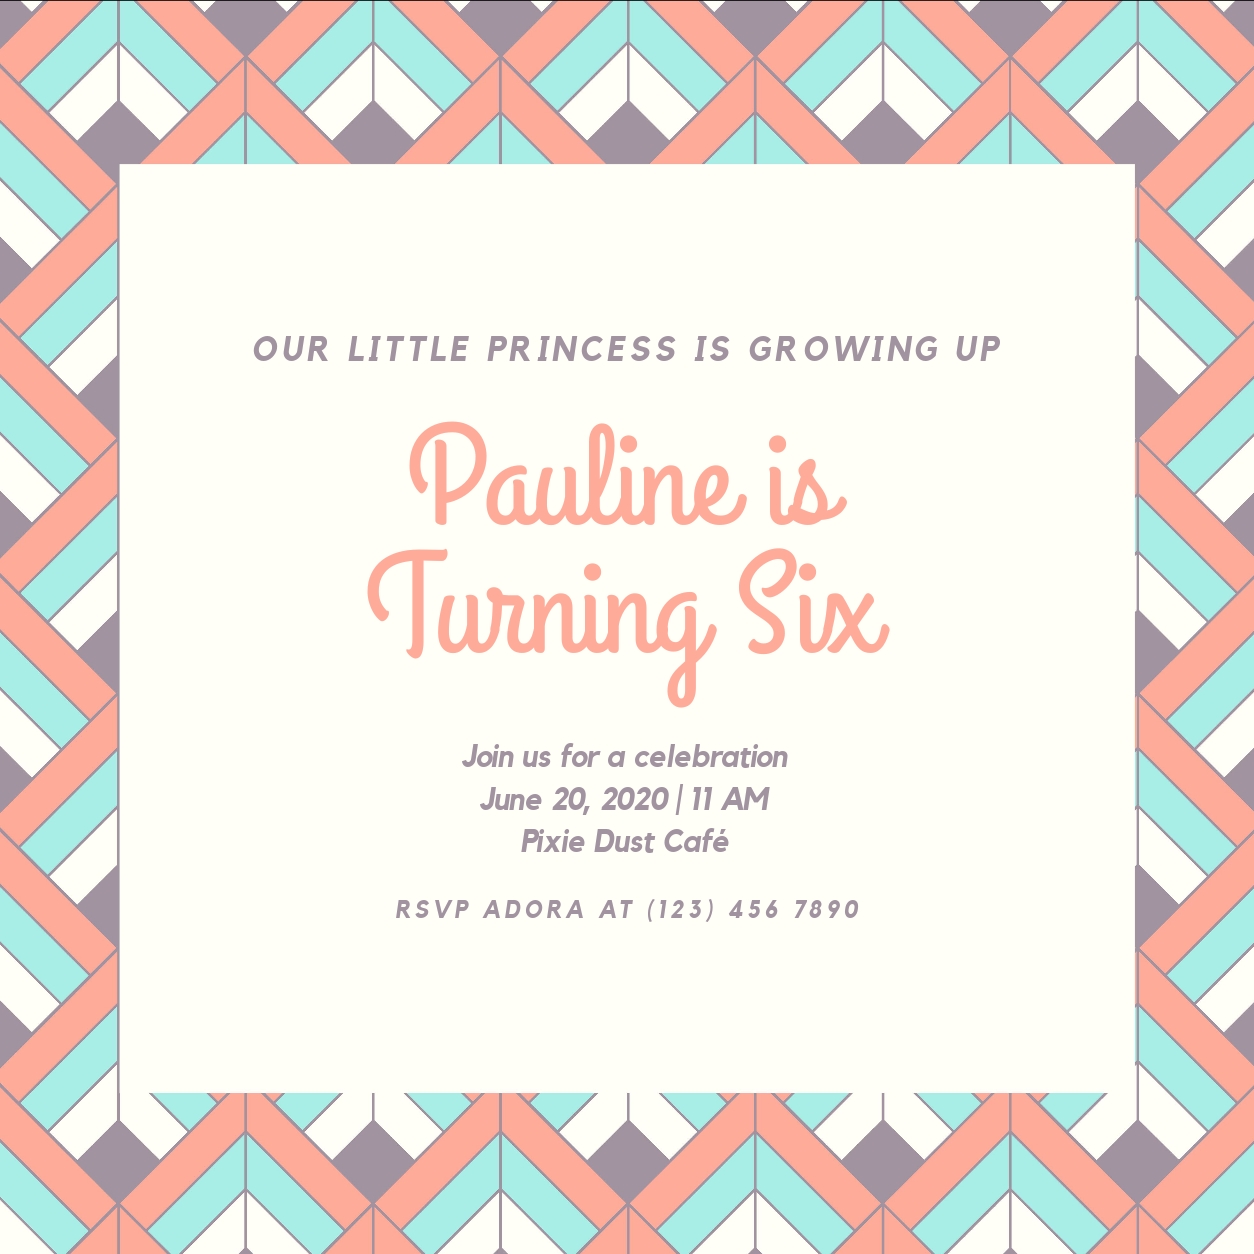 OUR LITTLE PRINCESS IS GROWING UP
Pauline is
Turning Six
Join us for a celebration
June 20, 2020 | 11 AM
Pixie Dust Café
RSVP ADORA AT (123) 456 7890